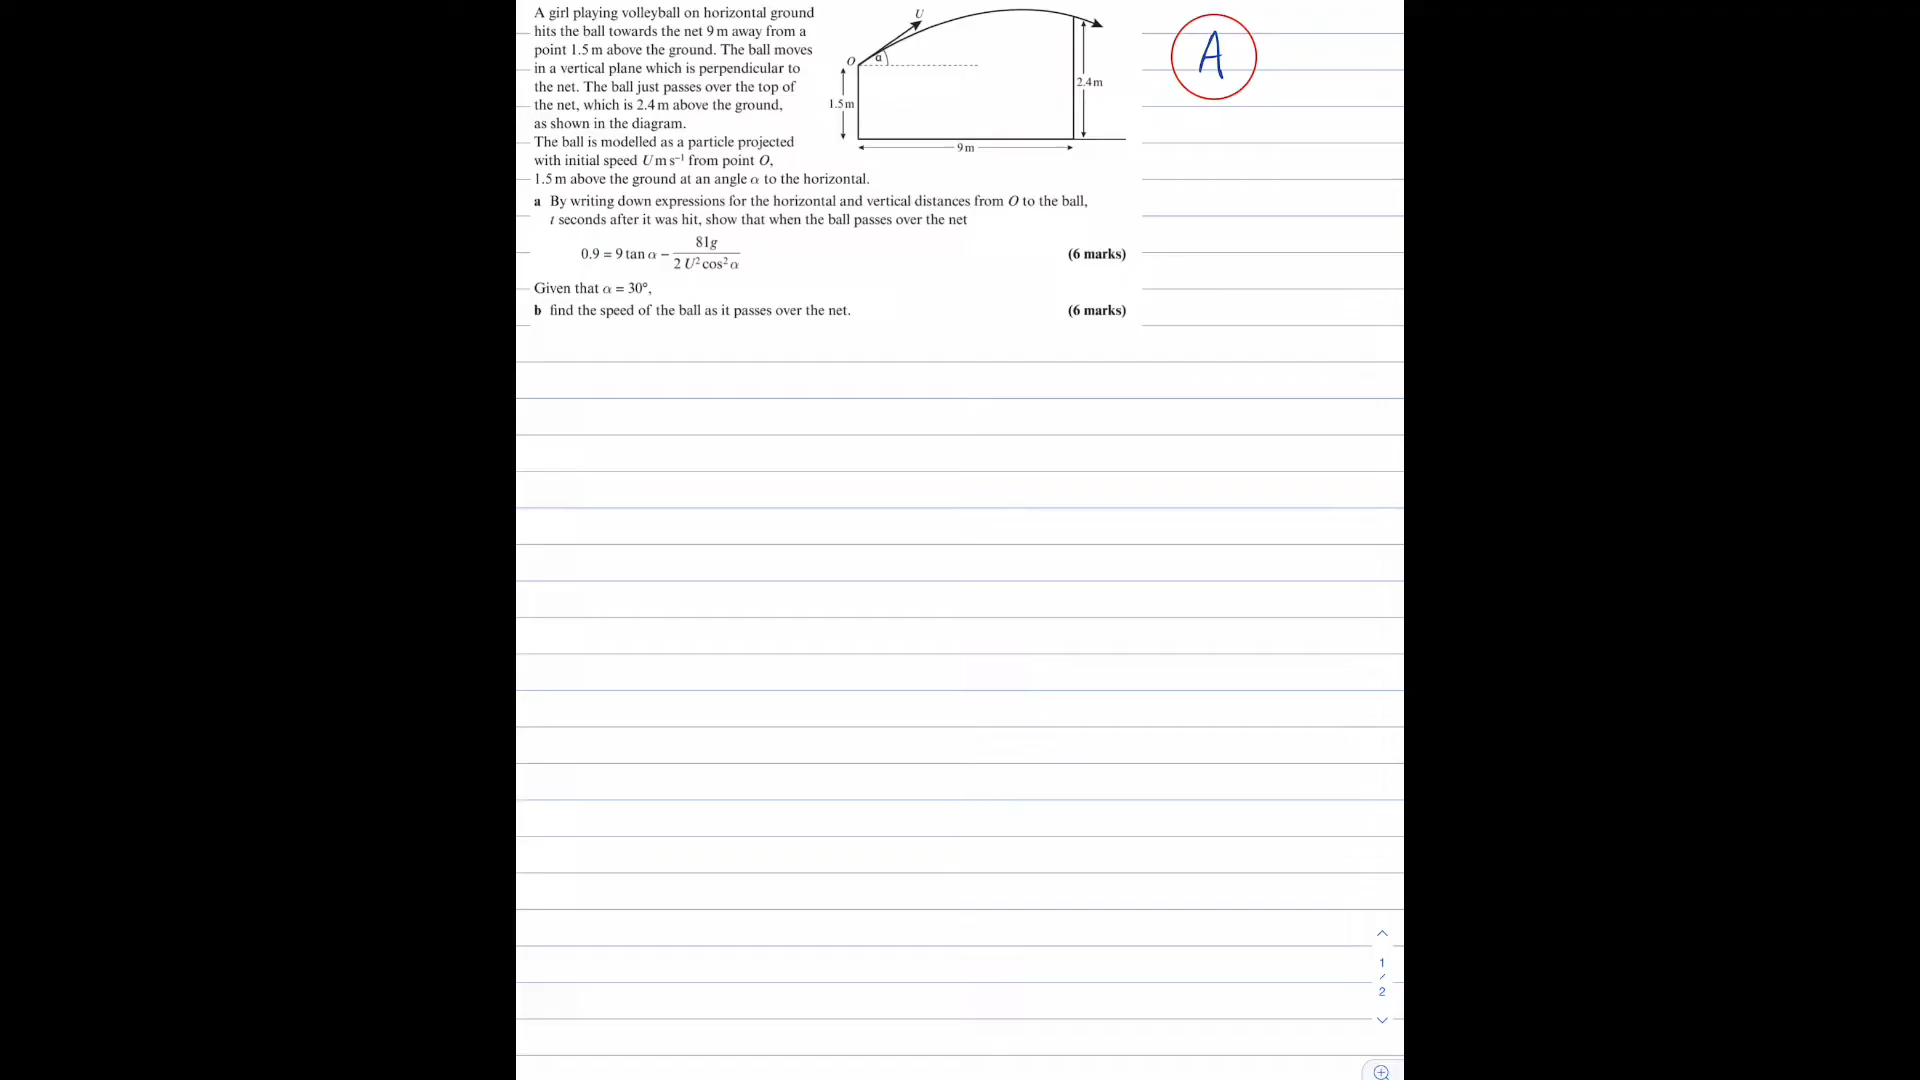 A girl playing volleyball on horizontal ground
hits the ball towards the net 9 m away from a
point 1.5 m above the ground. The ball moves
in a vertical plane which is perpendicular to
the net. The ball just passes over the top of
the net, which is 2.4 m above the ground,
as shown in the diagram.
The ball is modelled as a particle projected
with initial speed U m s⁻¹ from point O,
1.5 m above the ground at an angle α to the horizontal.
U
O
α
1.5 m
2.4 m
9 m
A
a By writing down expressions for the horizontal and vertical distances from O to the ball,
t seconds after it was hit, show that when the ball passes over the net
0.9 = 9 tan α − 81g / 2 U² cos² α (6 marks)
Given that α = 30°,
b find the speed of the ball as it passes over the net. (6 marks)
1
/
2